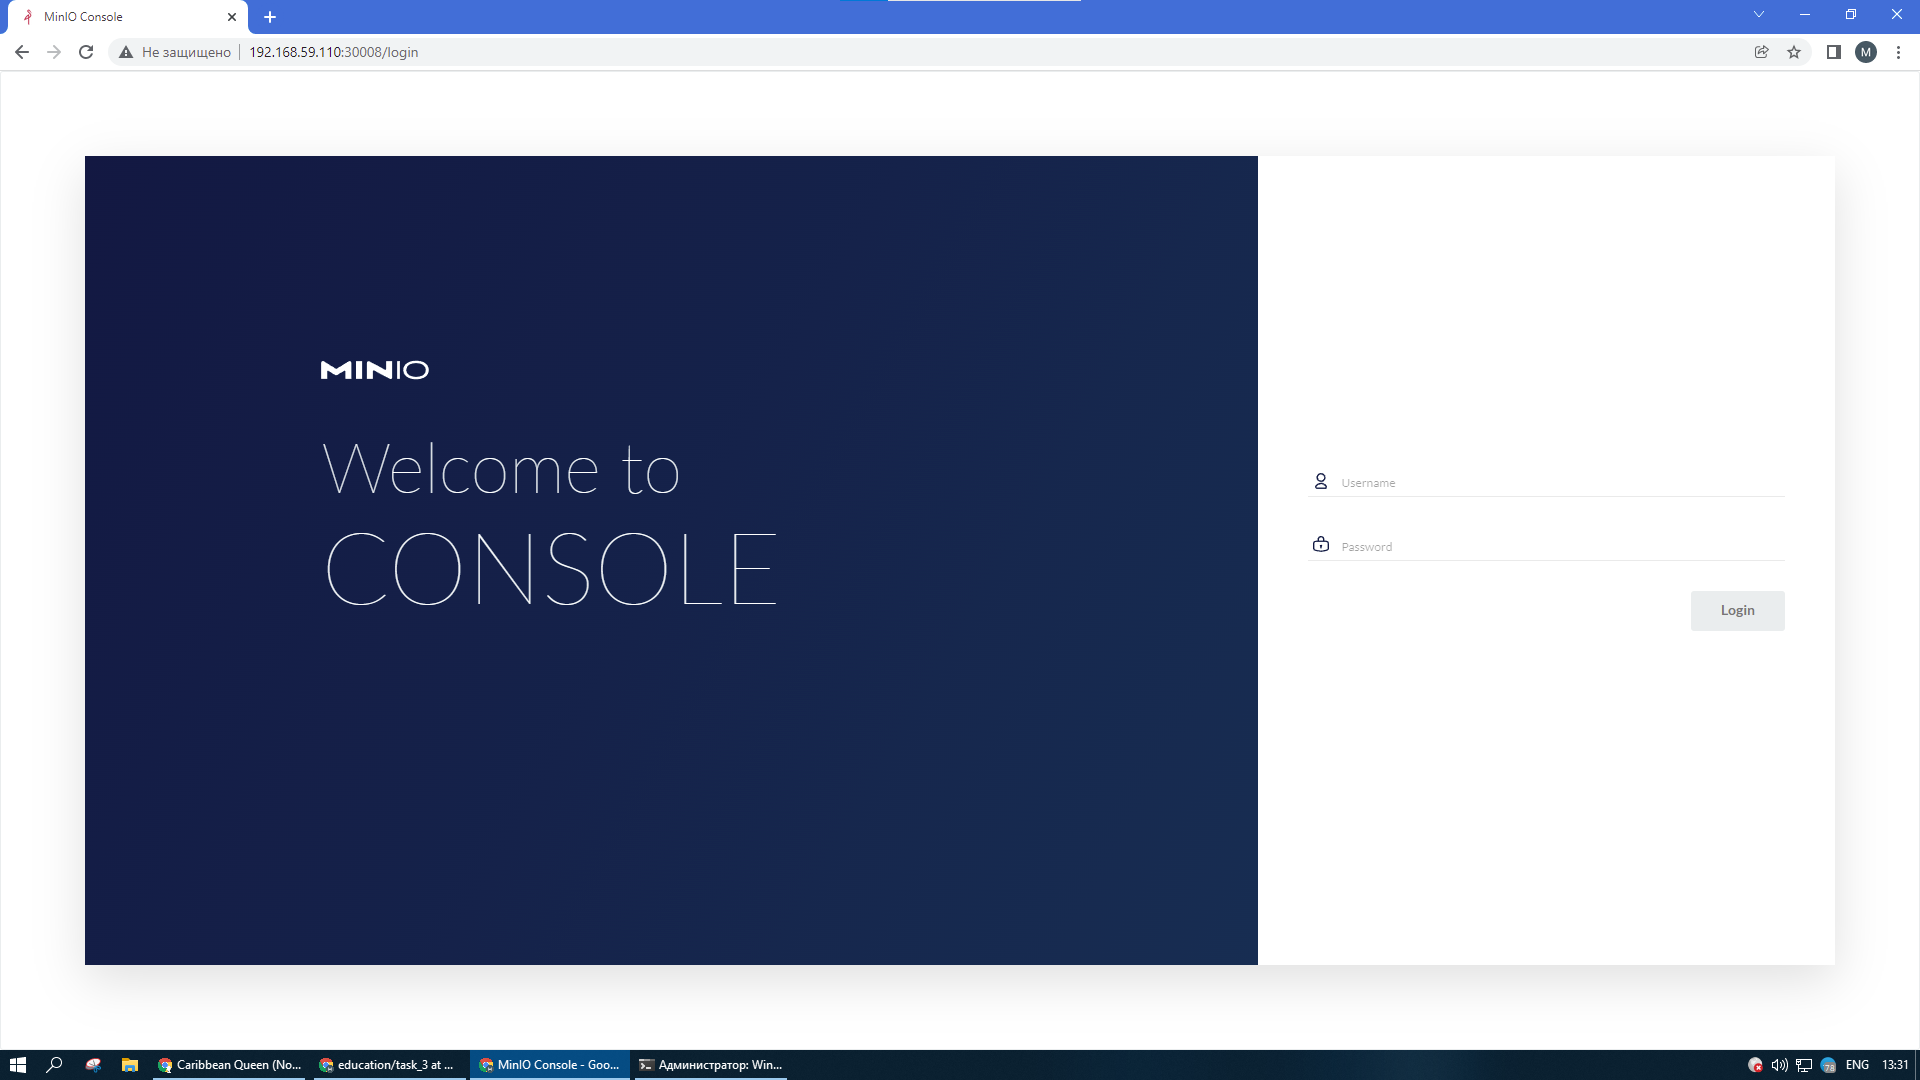 MinIO Console
Не защищено
192.168.59.110:30008/login
M
MINIO
Welcome to
CONSOLE
Username
Password
Login
Caribbean Queen (No...
education/task_3 at ...
MinIO Console - Goo...
Администратор: Win...
78
ENG
13:31